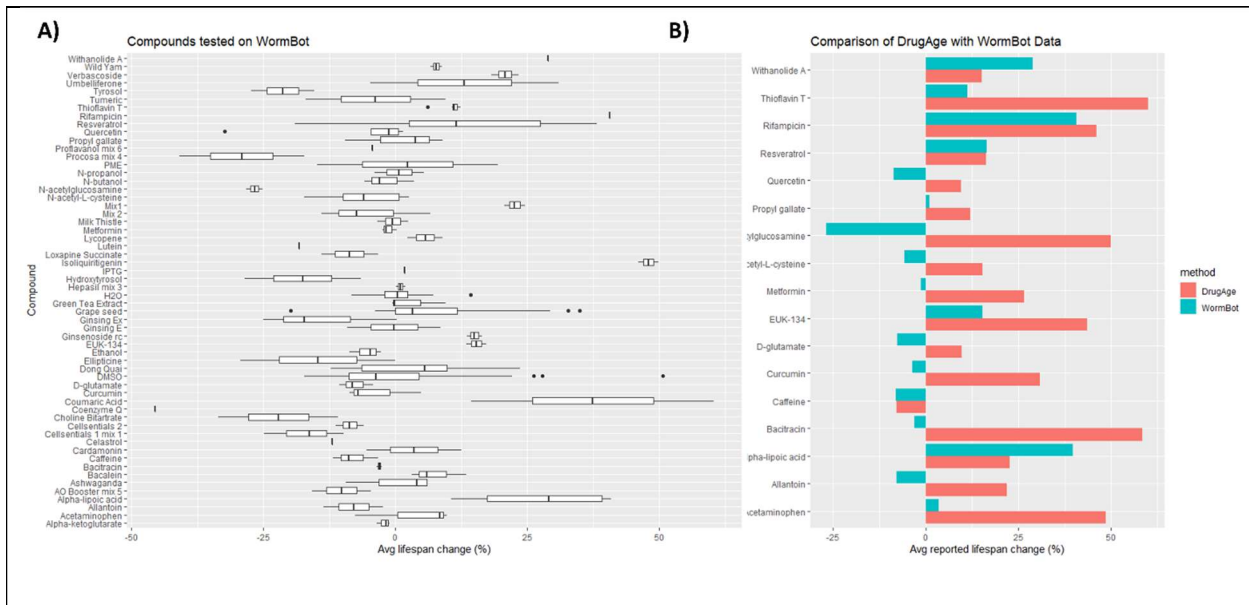 A)
Compounds tested on WormBot
Compound
Withanolide A
Wild Yam
Verbascoside
Umbelliferone
Tyrosol
Tumeric
Thioflavin T
Rifampicin
Resveratrol
Quercetin
Propyl gallate
Proflavanol mix 6
Procosa mix 4
PME
N-propanol
N-butanol
N-acetylglucosamine
N-acetyl-L-cysteine
Mix1
Mix 2
Milk Thistle
Metformin
Lycopene
Lutein
Loxapine Succinate
Isoliquiritigenin
IPTG
Hydroxytyrosol
Hepasil mix 3
H2O
Green Tea Extract
Grape seed
Ginsing Ex
Ginsing E
Ginsenoside rc
EUK-134
Ethanol
Ellipticine
Dong Quai
DMSO
D-glutamate
Curcumin
Coumaric Acid
Coenzyme Q
Choline Bitartrate
Cellsentials 2
Cellsentials 1 mix 1
Celastrol
Cardamonin
Caffeine
Bacitracin
Bacalein
Ashwaganda
AO Booster mix 5
Alpha-lipoic acid
Allantoin
Acetaminophen
Alpha-ketoglutarate
-50 -25 0 25 50
Avg lifespan change (%)
B)
Comparison of DrugAge with WormBot Data
Withanolide A
Thioflavin T
Rifampicin
Resveratrol
Quercetin
Propyl gallate
tylglucosamine
cetyl-L-cysteine
Metformin
EUK-134
D-glutamate
Curcumin
Caffeine
Bacitracin
lpha-lipoic acid
Allantoin
Acetaminophen
-25 0 25 50
Avg reported lifespan change (%)
method
DrugAge
WormBot